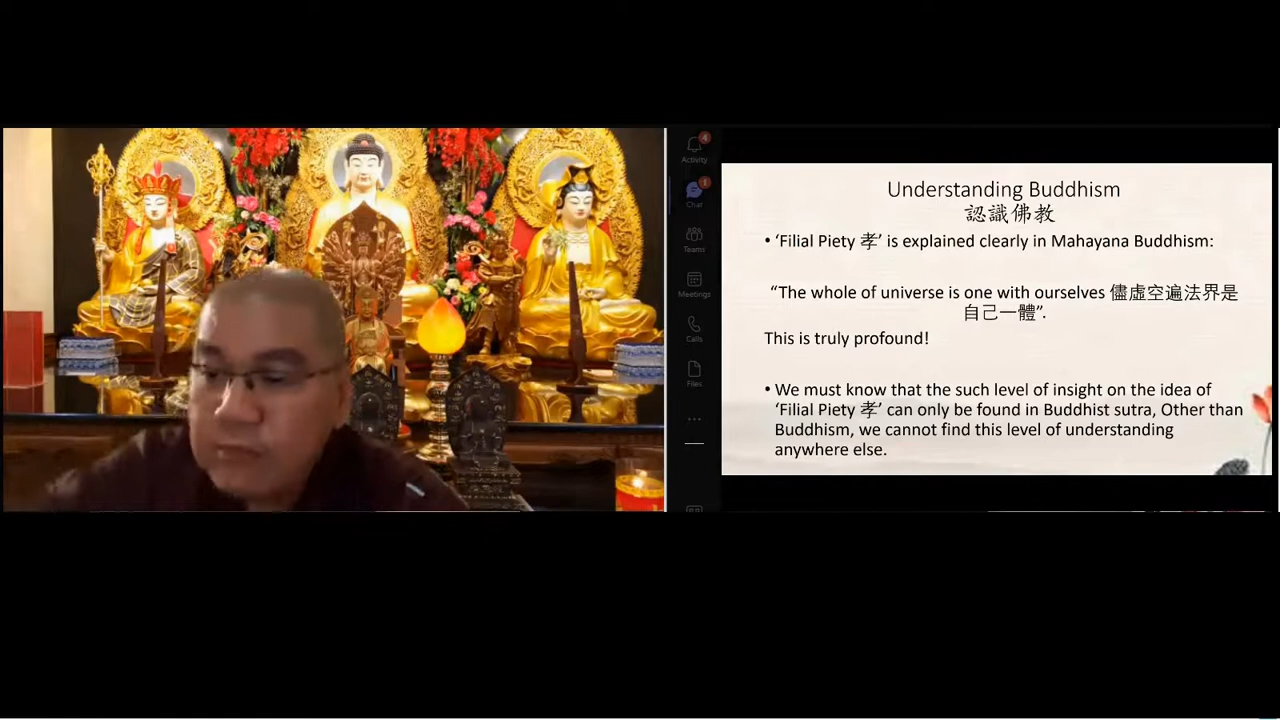 4
Activity
1
Chat
Teams
Meetings
Calls
Files
Understanding Buddhism
認識佛教
• ‘Filial Piety 孝’ is explained clearly in Mahayana Buddhism:
“The whole of universe is one with ourselves 儘虛空遍法界是
自己一體”.
This is truly profound!
• We must know that the such level of insight on the idea of
‘Filial Piety 孝’ can only be found in Buddhist sutra, Other than
Buddhism, we cannot find this level of understanding
anywhere else.